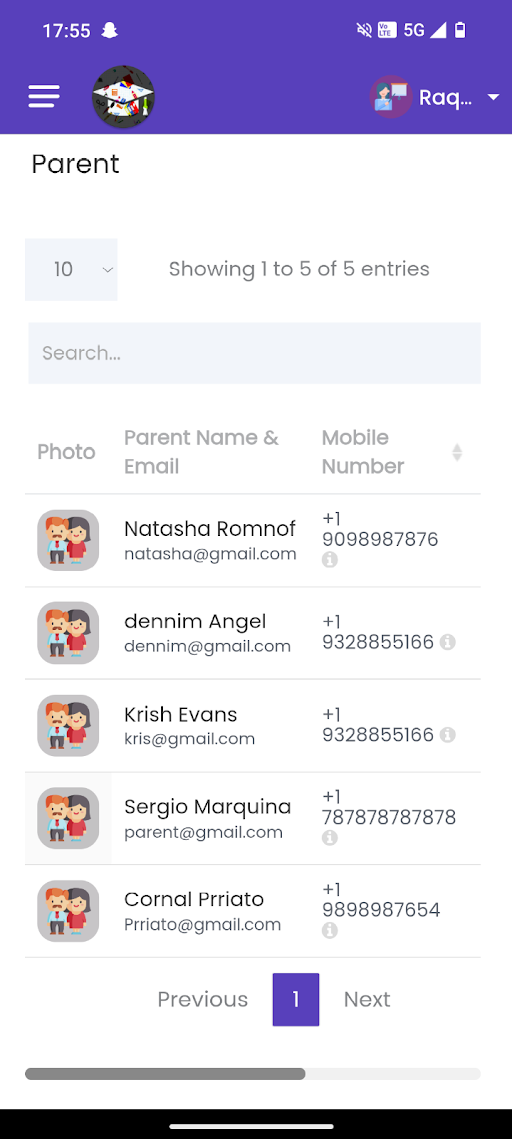 17:55
Vo LTE 5G
Raq...
Parent
10 Showing 1 to 5 of 5 entries
Search...
Photo Parent Name & Email Mobile Number
Natasha Romnof
natasha@gmail.com
+1
9098987876
dennim Angel
dennim@gmail.com
+1
9328855166
Krish Evans
kris@gmail.com
+1
9328855166
Sergio Marquina
parent@gmail.com
+1
787878787878
Cornal Prriato
Prriato@gmail.com
+1
9898987654
Previous 1 Next